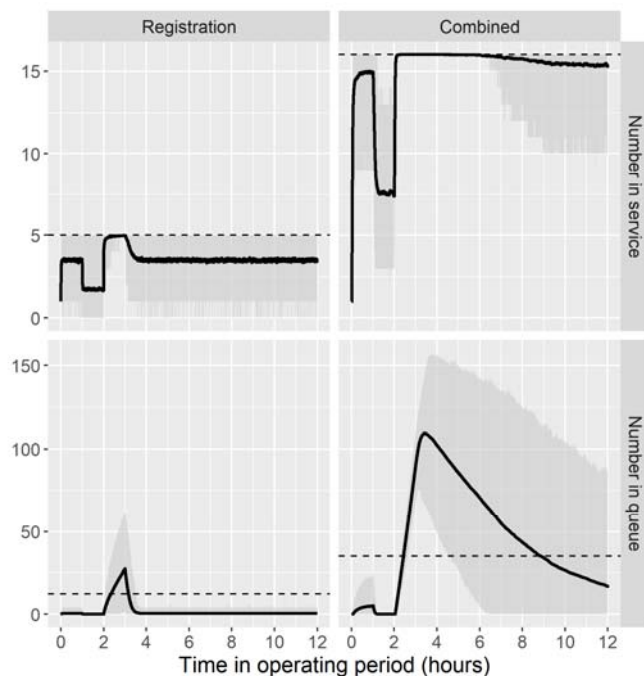 Registration
Combined
15
10
5
0
Number in service
150
100
50
0
Number in queue
0 2 4 6 8 10 12
0 2 4 6 8 10 12
Time in operating period (hours)